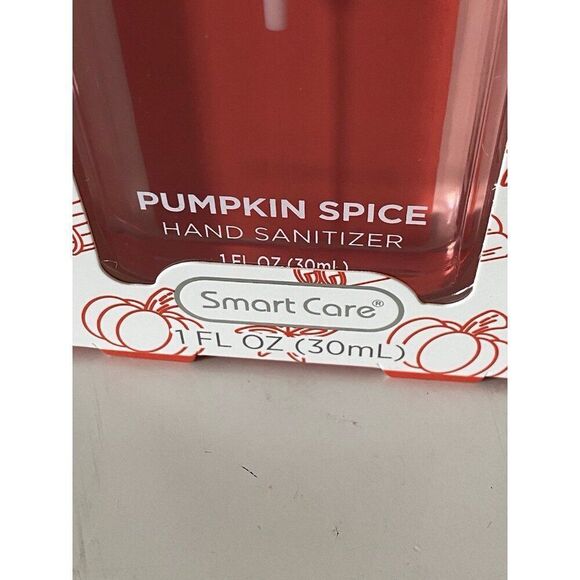 PUMPKIN SPICE
HAND SANITIZER
1 FL OZ (30mL)
Smart Care®
1 FL OZ (30mL)